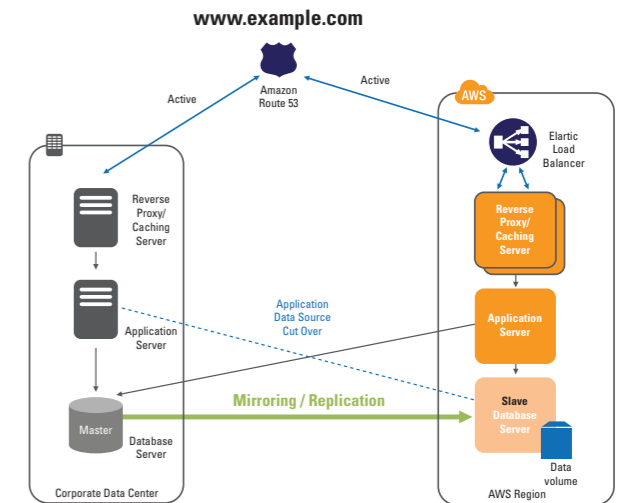 www.example.com
Amazon
Route 53
Active
Active
AWS
Elartic
Load
Balancer
Reverse
Proxy/
Caching
Server
Reverse
Proxy/
Caching
Server
Application
Data Source
Cut Over
Application
Server
Application
Server
Mirroring / Replication
Master
Database
Server
Slave
Database
Server
Data
volume
Corporate Data Center
AWS Region